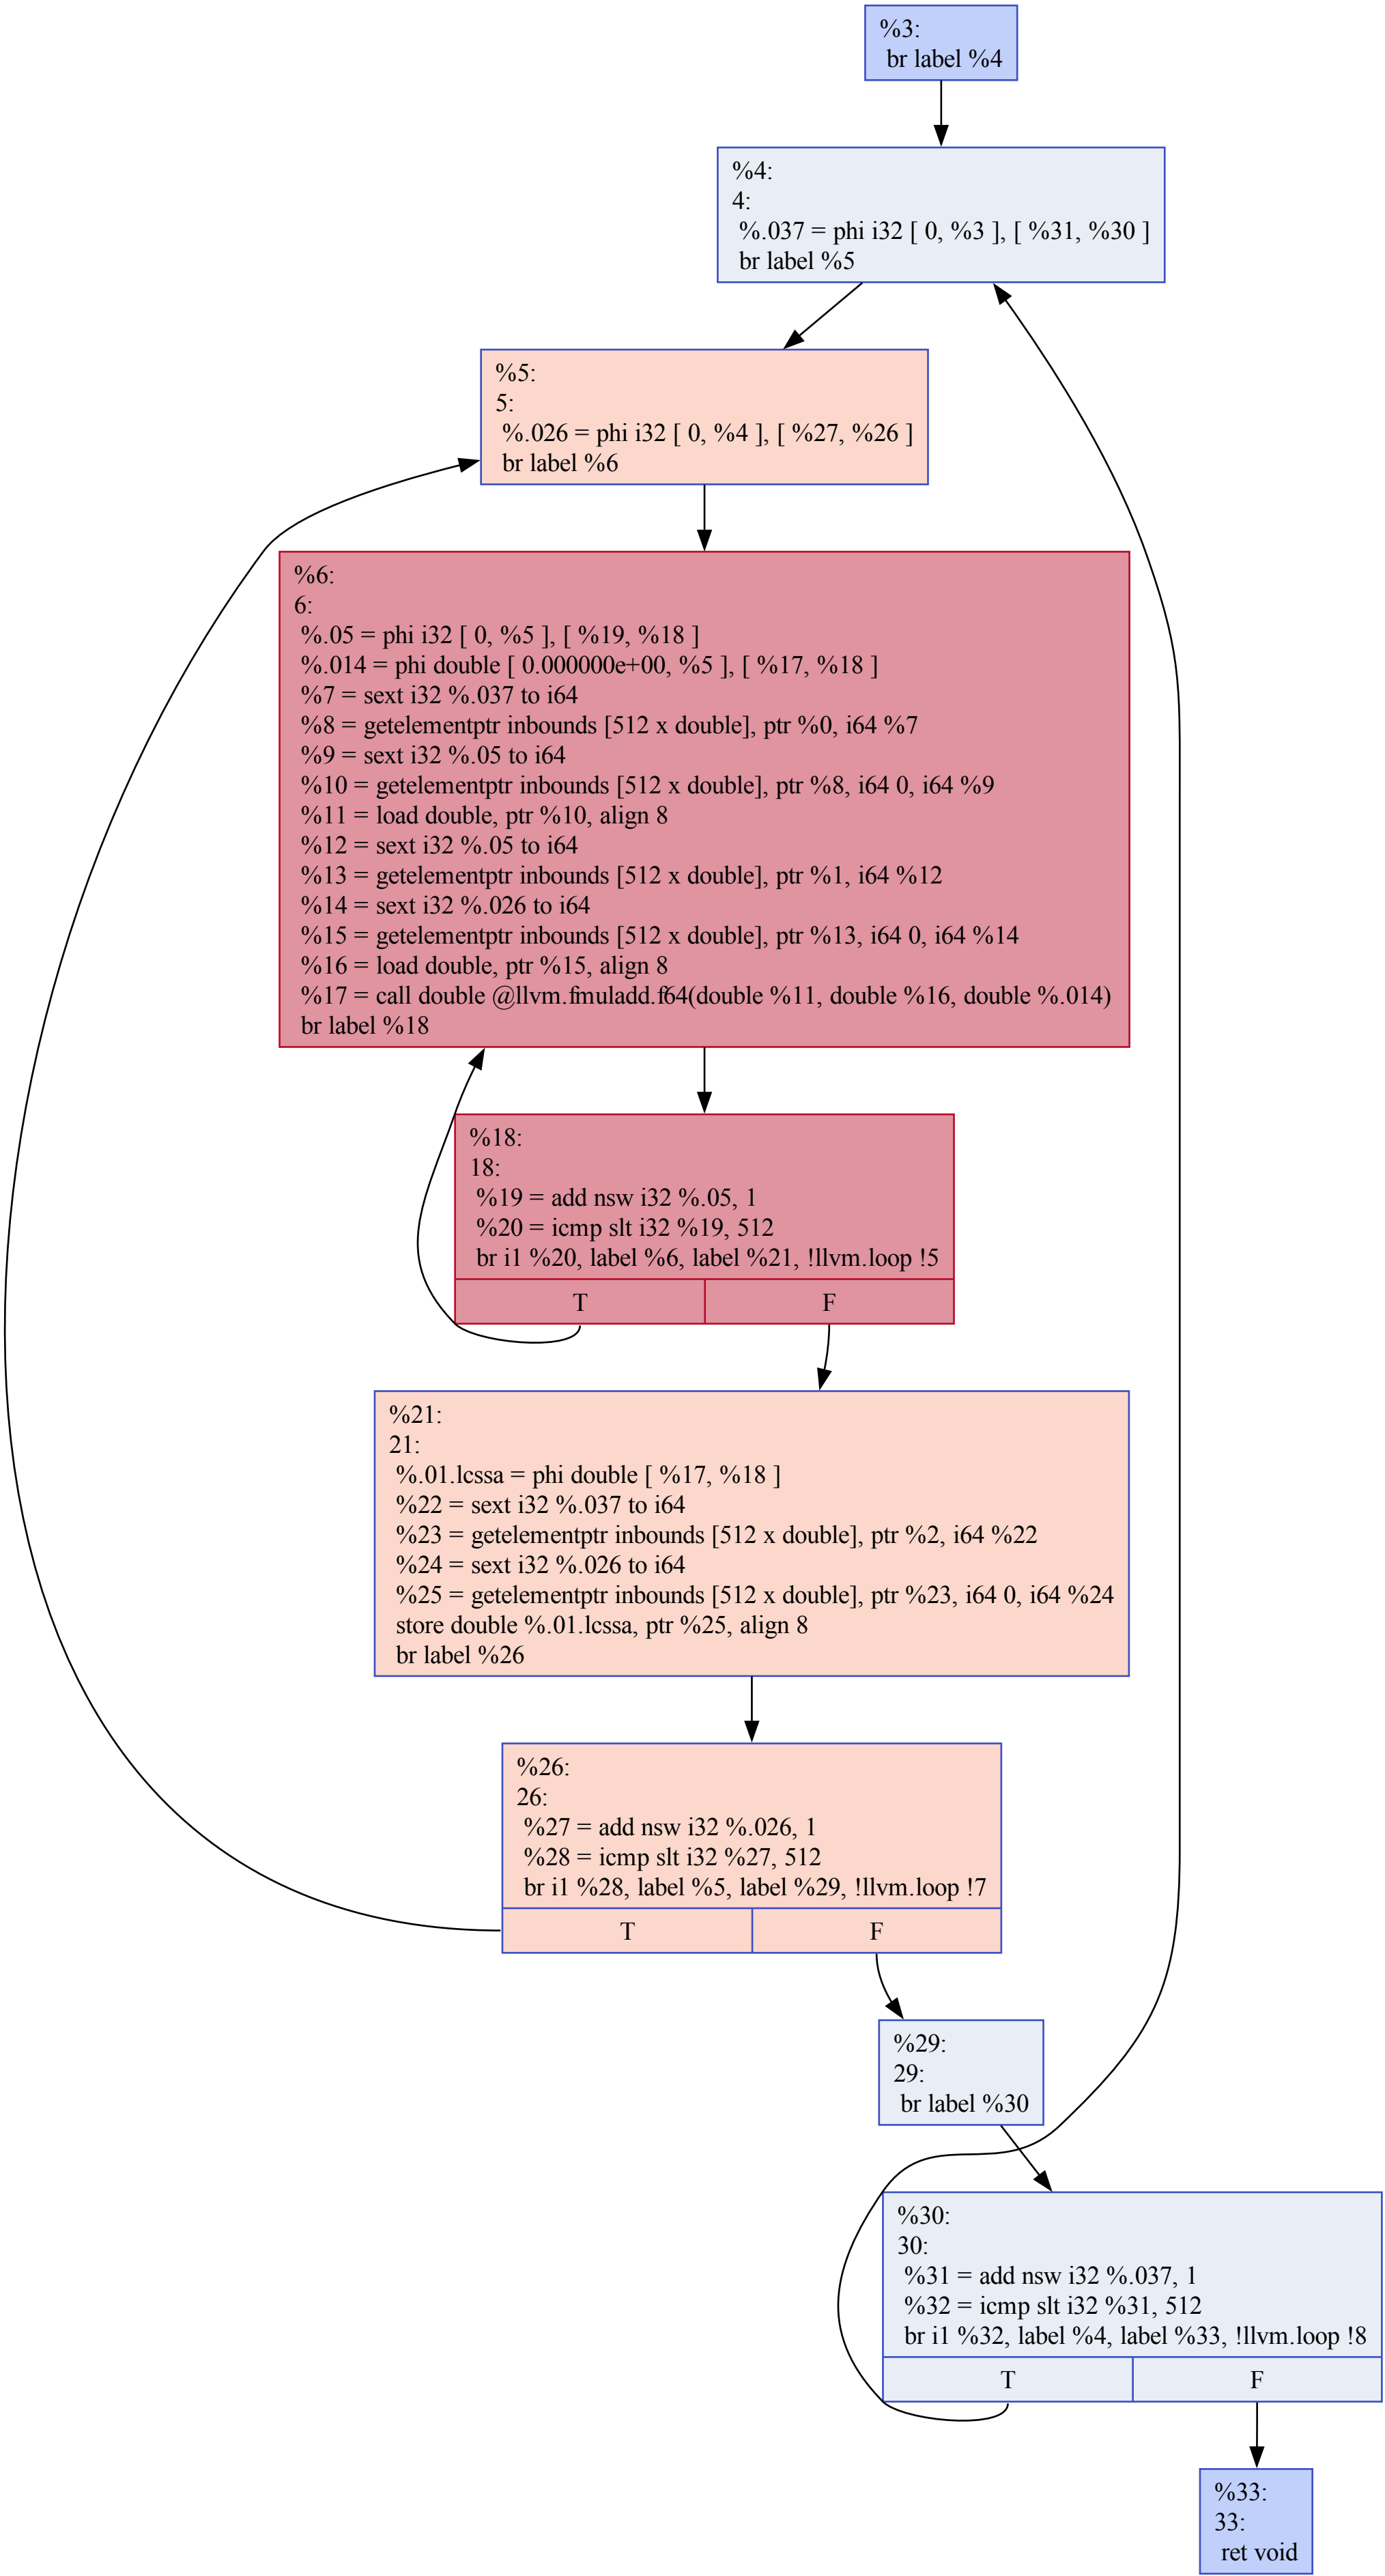 %3:
br label %4
%4:
4:
%.037 = phi i32 [ 0, %3 ], [ %31, %30 ]
br label %5
%5:
5:
%.026 = phi i32 [ 0, %4 ], [ %27, %26 ]
br label %6
%6:
6:
%.05 = phi i32 [ 0, %5 ], [ %19, %18 ]
%.014 = phi double [ 0.000000e+00, %5 ], [ %17, %18 ]
%7 = sext i32 %.037 to i64
%8 = getelementptr inbounds [512 x double], ptr %0, i64 %7
%9 = sext i32 %.05 to i64
%10 = getelementptr inbounds [512 x double], ptr %8, i64 0, i64 %9
%11 = load double, ptr %10, align 8
%12 = sext i32 %.05 to i64
%13 = getelementptr inbounds [512 x double], ptr %1, i64 %12
%14 = sext i32 %.026 to i64
%15 = getelementptr inbounds [512 x double], ptr %13, i64 0, i64 %14
%16 = load double, ptr %15, align 8
%17 = call double @llvm.fmuladd.f64(double %11, double %16, double %.014)
br label %18
%18:
18:
%19 = add nsw i32 %.05, 1
%20 = icmp slt i32 %19, 512
br i1 %20, label %6, label %21, !llvm.loop !5
T F
%21:
21:
%.01.lcssa = phi double [ %17, %18 ]
%22 = sext i32 %.037 to i64
%23 = getelementptr inbounds [512 x double], ptr %2, i64 %22
%24 = sext i32 %.026 to i64
%25 = getelementptr inbounds [512 x double], ptr %23, i64 0, i64 %24
store double %.01.lcssa, ptr %25, align 8
br label %26
%26:
26:
%27 = add nsw i32 %.026, 1
%28 = icmp slt i32 %27, 512
br i1 %28, label %5, label %29, !llvm.loop !7
T F
%29:
29:
br label %30
%30:
30:
%31 = add nsw i32 %.037, 1
%32 = icmp slt i32 %31, 512
br i1 %32, label %4, label %33, !llvm.loop !8
T F
%33:
33:
ret void